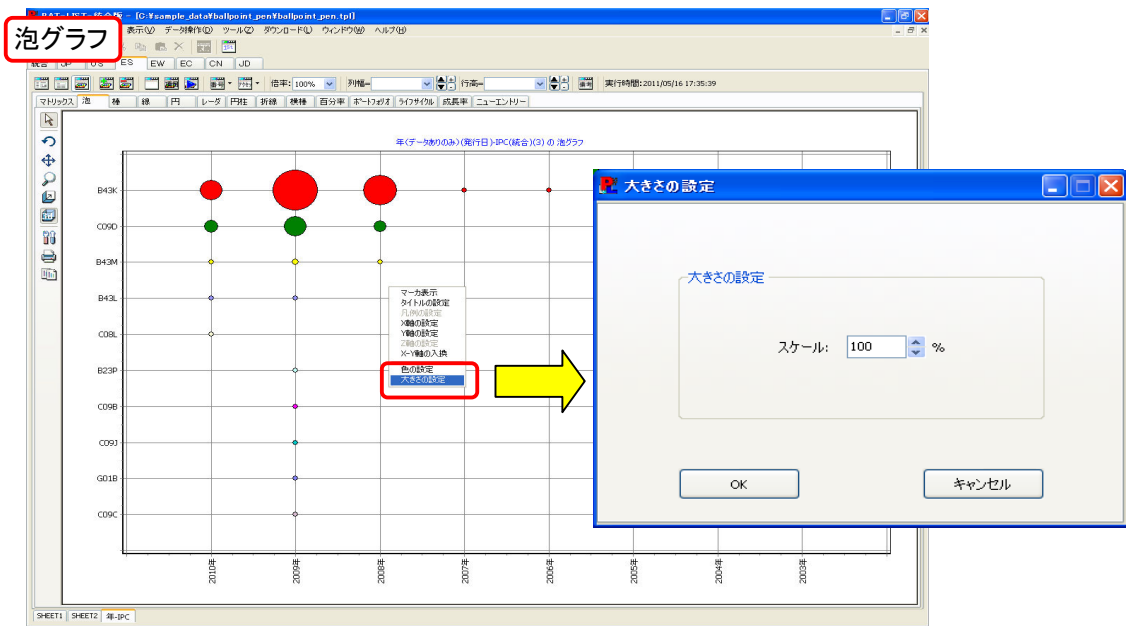 PAT-LIST-統合版 - [C:¥sample_data¥ballpoint_pen¥ballpoint_pen.tpl]
泡グラフ
表示(V) データ操作(D) ツール(Z) ダウンロード(L) ウィンドウ(W) ヘルプ(H)
統合 JP US ES EW EC CN JD
倍率: 100% 列幅= 行高= 実行時間:2011/05/16 17:35:39
マトリックス 泡 棒 線 円 レーダ 円柱 折線 横棒 百分率 ポートフォリオ ライフサイクル 成長率 ニューエントリー
年(データありのみ)(発行日)-IPC(統合)(3) の 泡グラフ
B43K
C09D
B43M
B43L
C08L
B23P
C09B
C09J
G01B
C09C
2010年 2009年 2008年 2007年 2006年 2005年 2004年 2003年
マーカ表示
タイトルの設定
凡例の設定
X軸の設定
Y軸の設定
Z軸の設定
X-Y軸の入換
色の設定
大きさの設定
大きさの設定
大きさの設定
スケール: 100 %
OK キャンセル
SHEET1 SHEET2 年-IPC